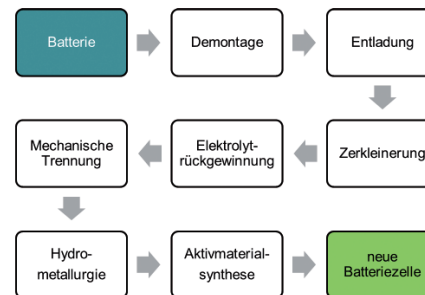 Batterie
Demontage
Entladung
Zerkleinerung
Elektrolyt-
rückgewinnung
Mechanische
Trennung
Hydro-
metallurgie
Aktivmaterial-
synthese
neue
Batteriezelle